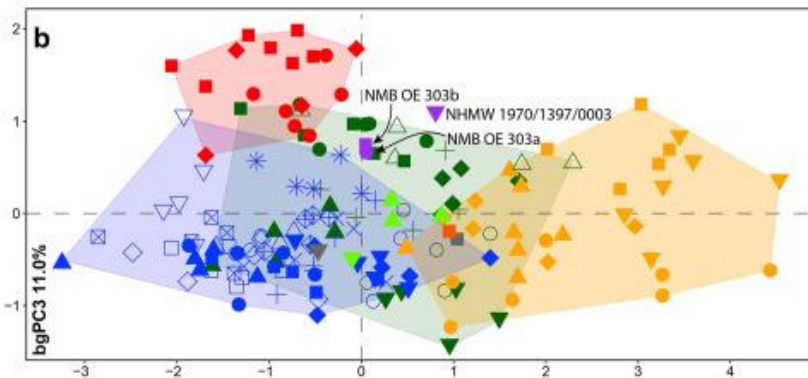 b
2
1
0
−1
bgPC3 11.0%
NMB OE 303b
NHMW 1970/1397/0003
NMB OE 303a
−3 −2 −1 0 1 2 3 4